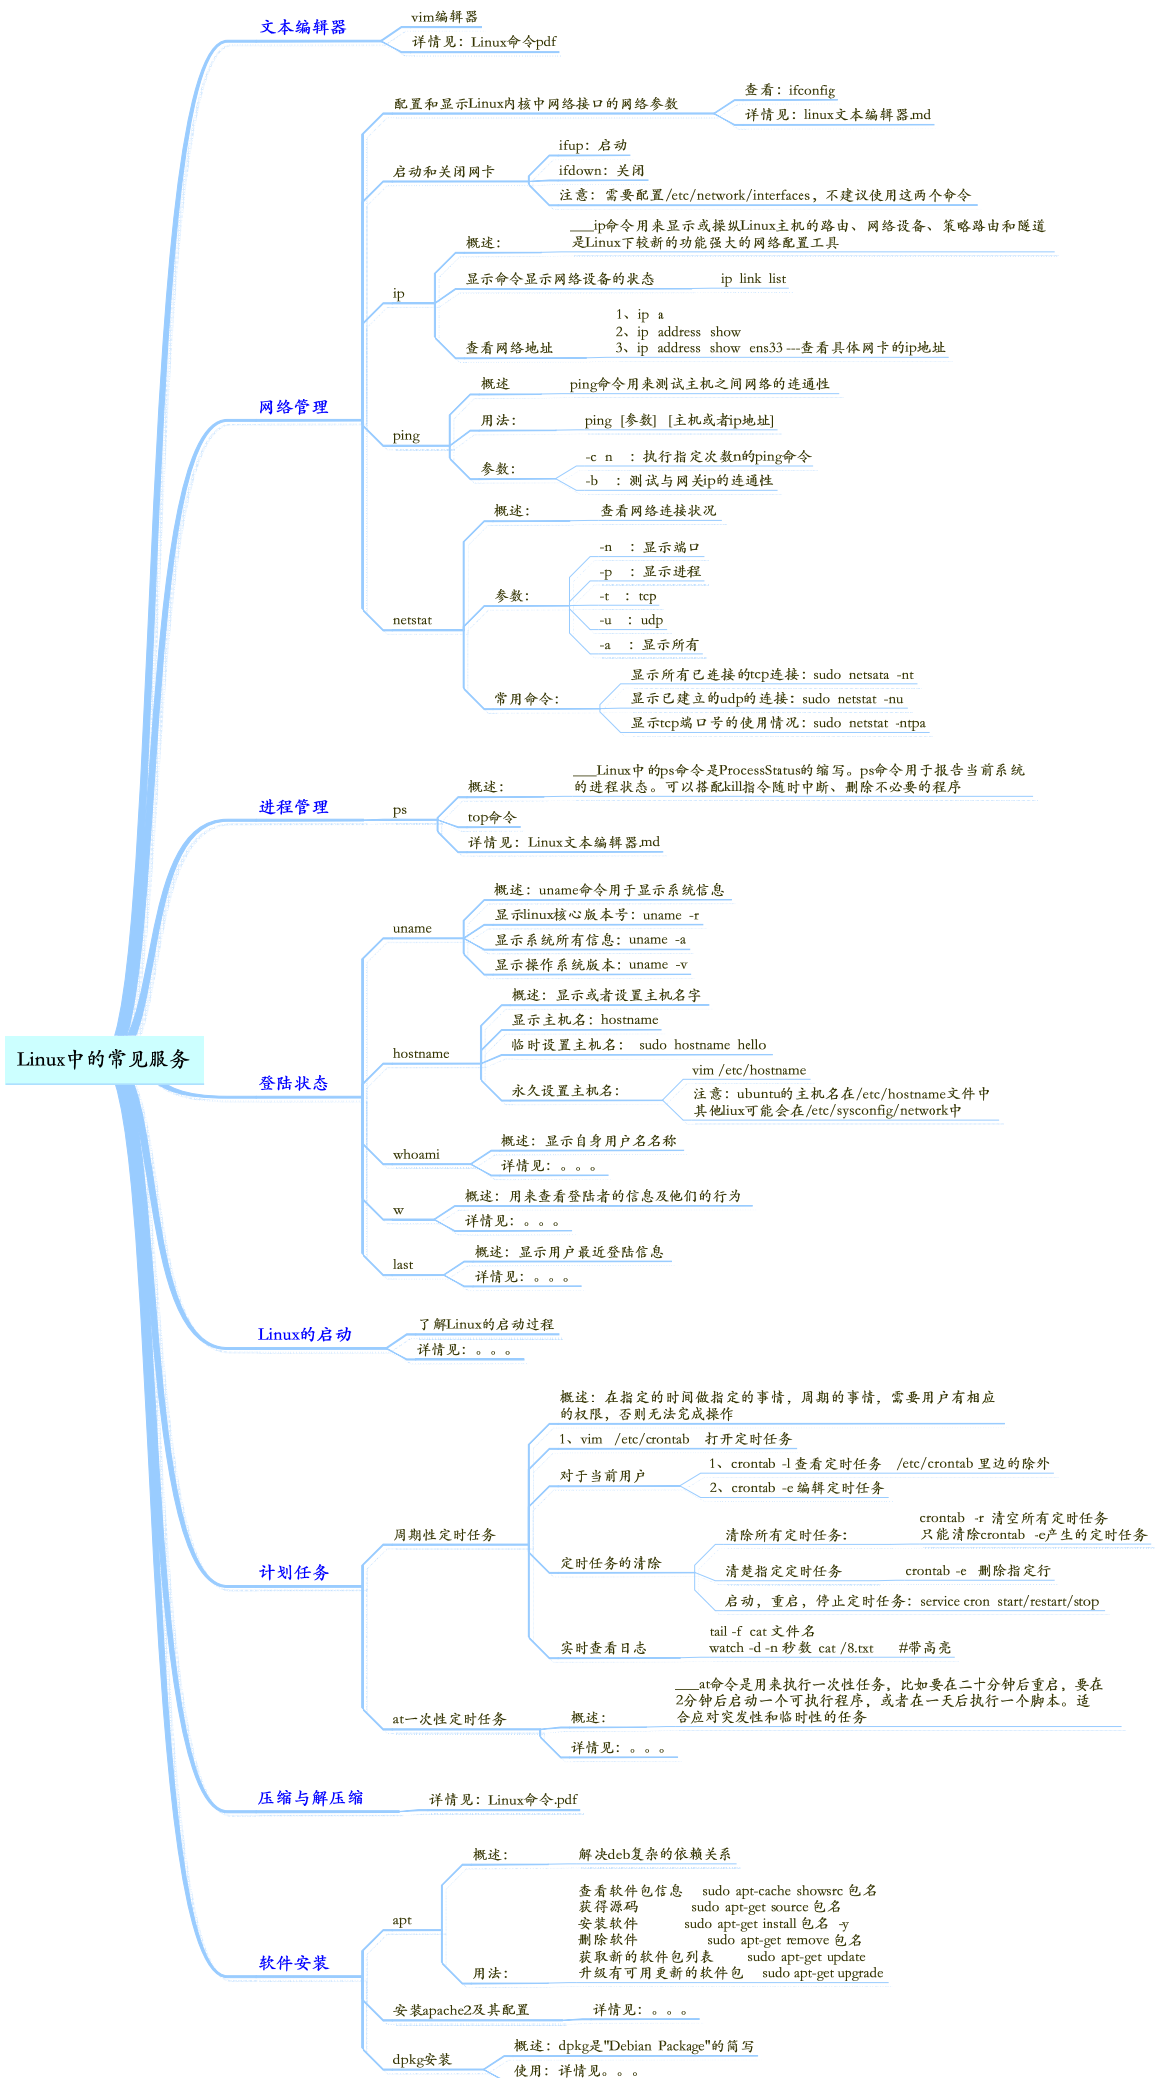 文本编辑器
vim编辑器
详情见：Linux命令pdf
网络管理
配置和显示Linux内核中网络接口的网络参数
查看：ifconfig
详情见：linux文本编辑器.md
启动和关闭网卡
ifup：启动
ifdown：关闭
注意：需要配置/etc/network/interfaces，不建议使用这两个命令
ip
概述：
___ip命令用来显示或操纵Linux主机的路由、网络设备、策略路由和隧道
是Linux下较新的功能强大的网络配置工具
显示命令显示网络设备的状态
ip link list
查看网络地址
1、ip a
2、ip address show
3、ip address show ens33 ---查看具体网卡的ip地址
ping
概述
ping命令用来测试主机之间网络的连通性
用法：
ping [参数] [主机或者ip地址]
参数：
-c n ：执行指定次数n的ping命令
-b ：测试与网关ip的连通性
netstat
概述：
查看网络连接状况
参数：
-n ：显示端口
-p ：显示进程
-t ：tcp
-u ：udp
-a ：显示所有
常用命令：
显示所有已连接的tcp连接：sudo netsata -nt
显示已建立的udp的连接：sudo netstat -nu
显示tcp端口号的使用情况：sudo netstat -ntpa
进程管理
ps
概述：
___Linux中的ps命令是ProcessStatus的缩写。ps命令用于报告当前系统
的进程状态。可以搭配kill指令随时中断、删除不必要的程序
top命令
详情见：Linux文本编辑器.md
Linux中的常见服务
登陆状态
uname
概述：uname命令用于显示系统信息
显示linux核心版本号：uname -r
显示系统所有信息：uname -a
显示操作系统版本：uname -v
hostname
概述：显示或者设置主机名字
显示主机名：hostname
临时设置主机名： sudo hostname hello
永久设置主机名：
vim /etc/hostname
注意：ubuntu的主机名在/etc/hostname文件中
其他liux可能会在/etc/sysconfig/network中
whoami
概述：显示自身用户名名称
详情见：。。。
w
概述：用来查看登陆者的信息及他们的行为
详情见：。。。
last
概述：显示用户最近登陆信息
详情见：。。。
Linux的启动
了解Linux的启动过程
详情见：。。。
计划任务
周期性定时任务
概述：在指定的时间做指定的事情，周期的事情，需要用户有相应
的权限，否则无法完成操作
1、vim /etc/crontab 打开定时任务
对于当前用户
1、crontab -l 查看定时任务 /etc/crontab 里边的除外
2、crontab -e 编辑定时任务
定时任务的清除
清除所有定时任务：
crontab -r 清空所有定时任务
只能清除crontab -e产生的定时任务
清楚指定定时任务
crontab -e 删除指定行
启动，重启，停止定时任务：service cron start/restart/stop
实时查看日志
tail -f cat 文件名
watch -d -n 秒数 cat /8.txt #带高亮
at一次性定时任务
概述：
___at命令是用来执行一次性任务，比如要在二十分钟后重启，要在
2分钟后启动一个可执行程序，或者在一天后执行一个脚本。适
合应对突发性和临时性的任务
详情见：。。。
压缩与解压缩
详情见：Linux命令.pdf
软件安装
apt
概述：
解决deb复杂的依赖关系
用法：
查看软件包信息 sudo apt-cache showsrc 包名
获得源码 sudo apt-get source 包名
安装软件 sudo apt-get install 包名 -y
删除软件 sudo apt-get remove 包名
获取新的软件包列表 sudo apt-get update
升级有可用更新的软件包 sudo apt-get upgrade
安装apache2及其配置
详情见：。。。
dpkg安装
概述：dpkg是"Debian Package"的简写
使用：详情见。。。